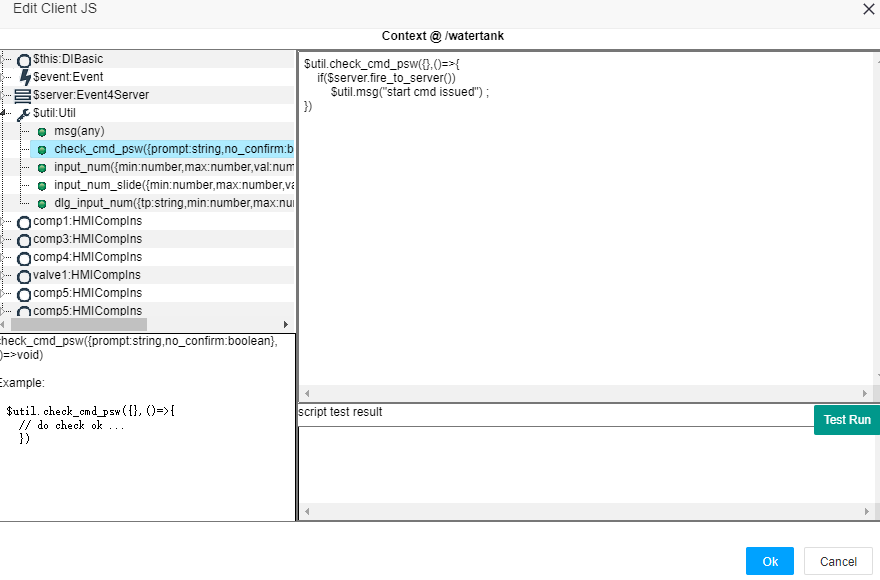 Edit Client JS
Context @ /watertank
$this:DIBasic
$event:Event
$server:Event4Server
$util:Util
msg(any)
check_cmd_psw({prompt:string,no_confirm:b
input_num({min:number,max:number,val:num
input_num_slide({min:number,max:number,va
dlg_input_num({tp:string,min:number,max:nu
comp1:HMICompIns
comp3:HMICompIns
comp4:HMICompIns
valve1:HMICompIns
comp5:HMICompIns
comp5:HMICompIns
check_cmd_psw({prompt:string,no_confirm:boolean},
)=>void)
Example:
$util.check_cmd_psw({},()=>{
// do check ok ...
})
$util.check_cmd_psw({},()=>{
if($server.fire_to_server())
$util.msg("start cmd issued") ;
})
script test result
Test Run
Ok
Cancel